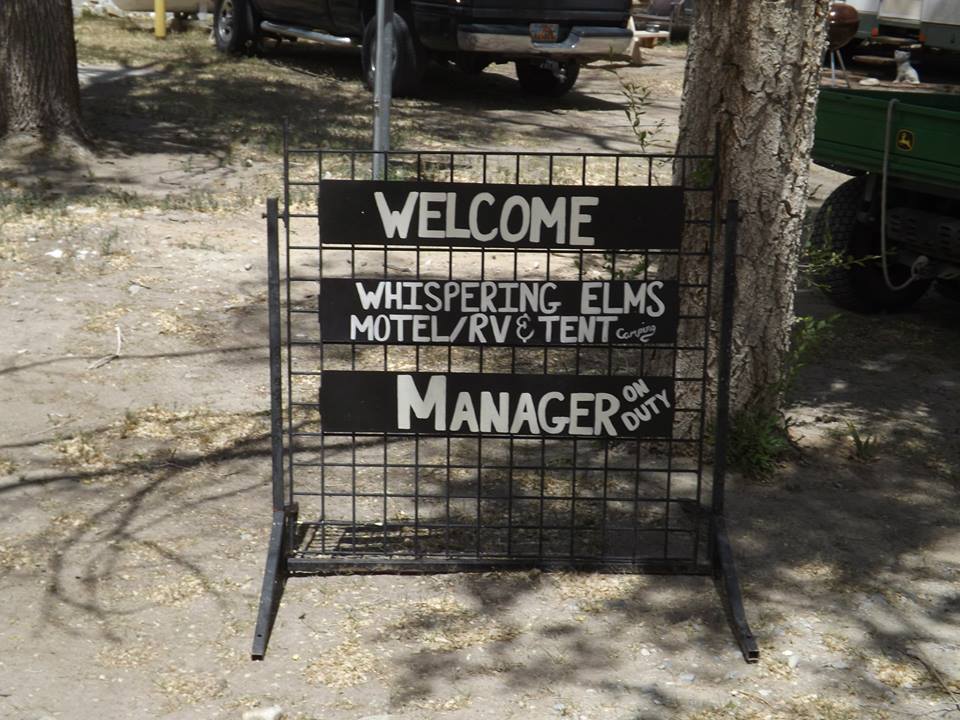 WELCOME
WHISPERING ELMS
MOTEL/RV & TENT Camping
MANAGER ON DUTY